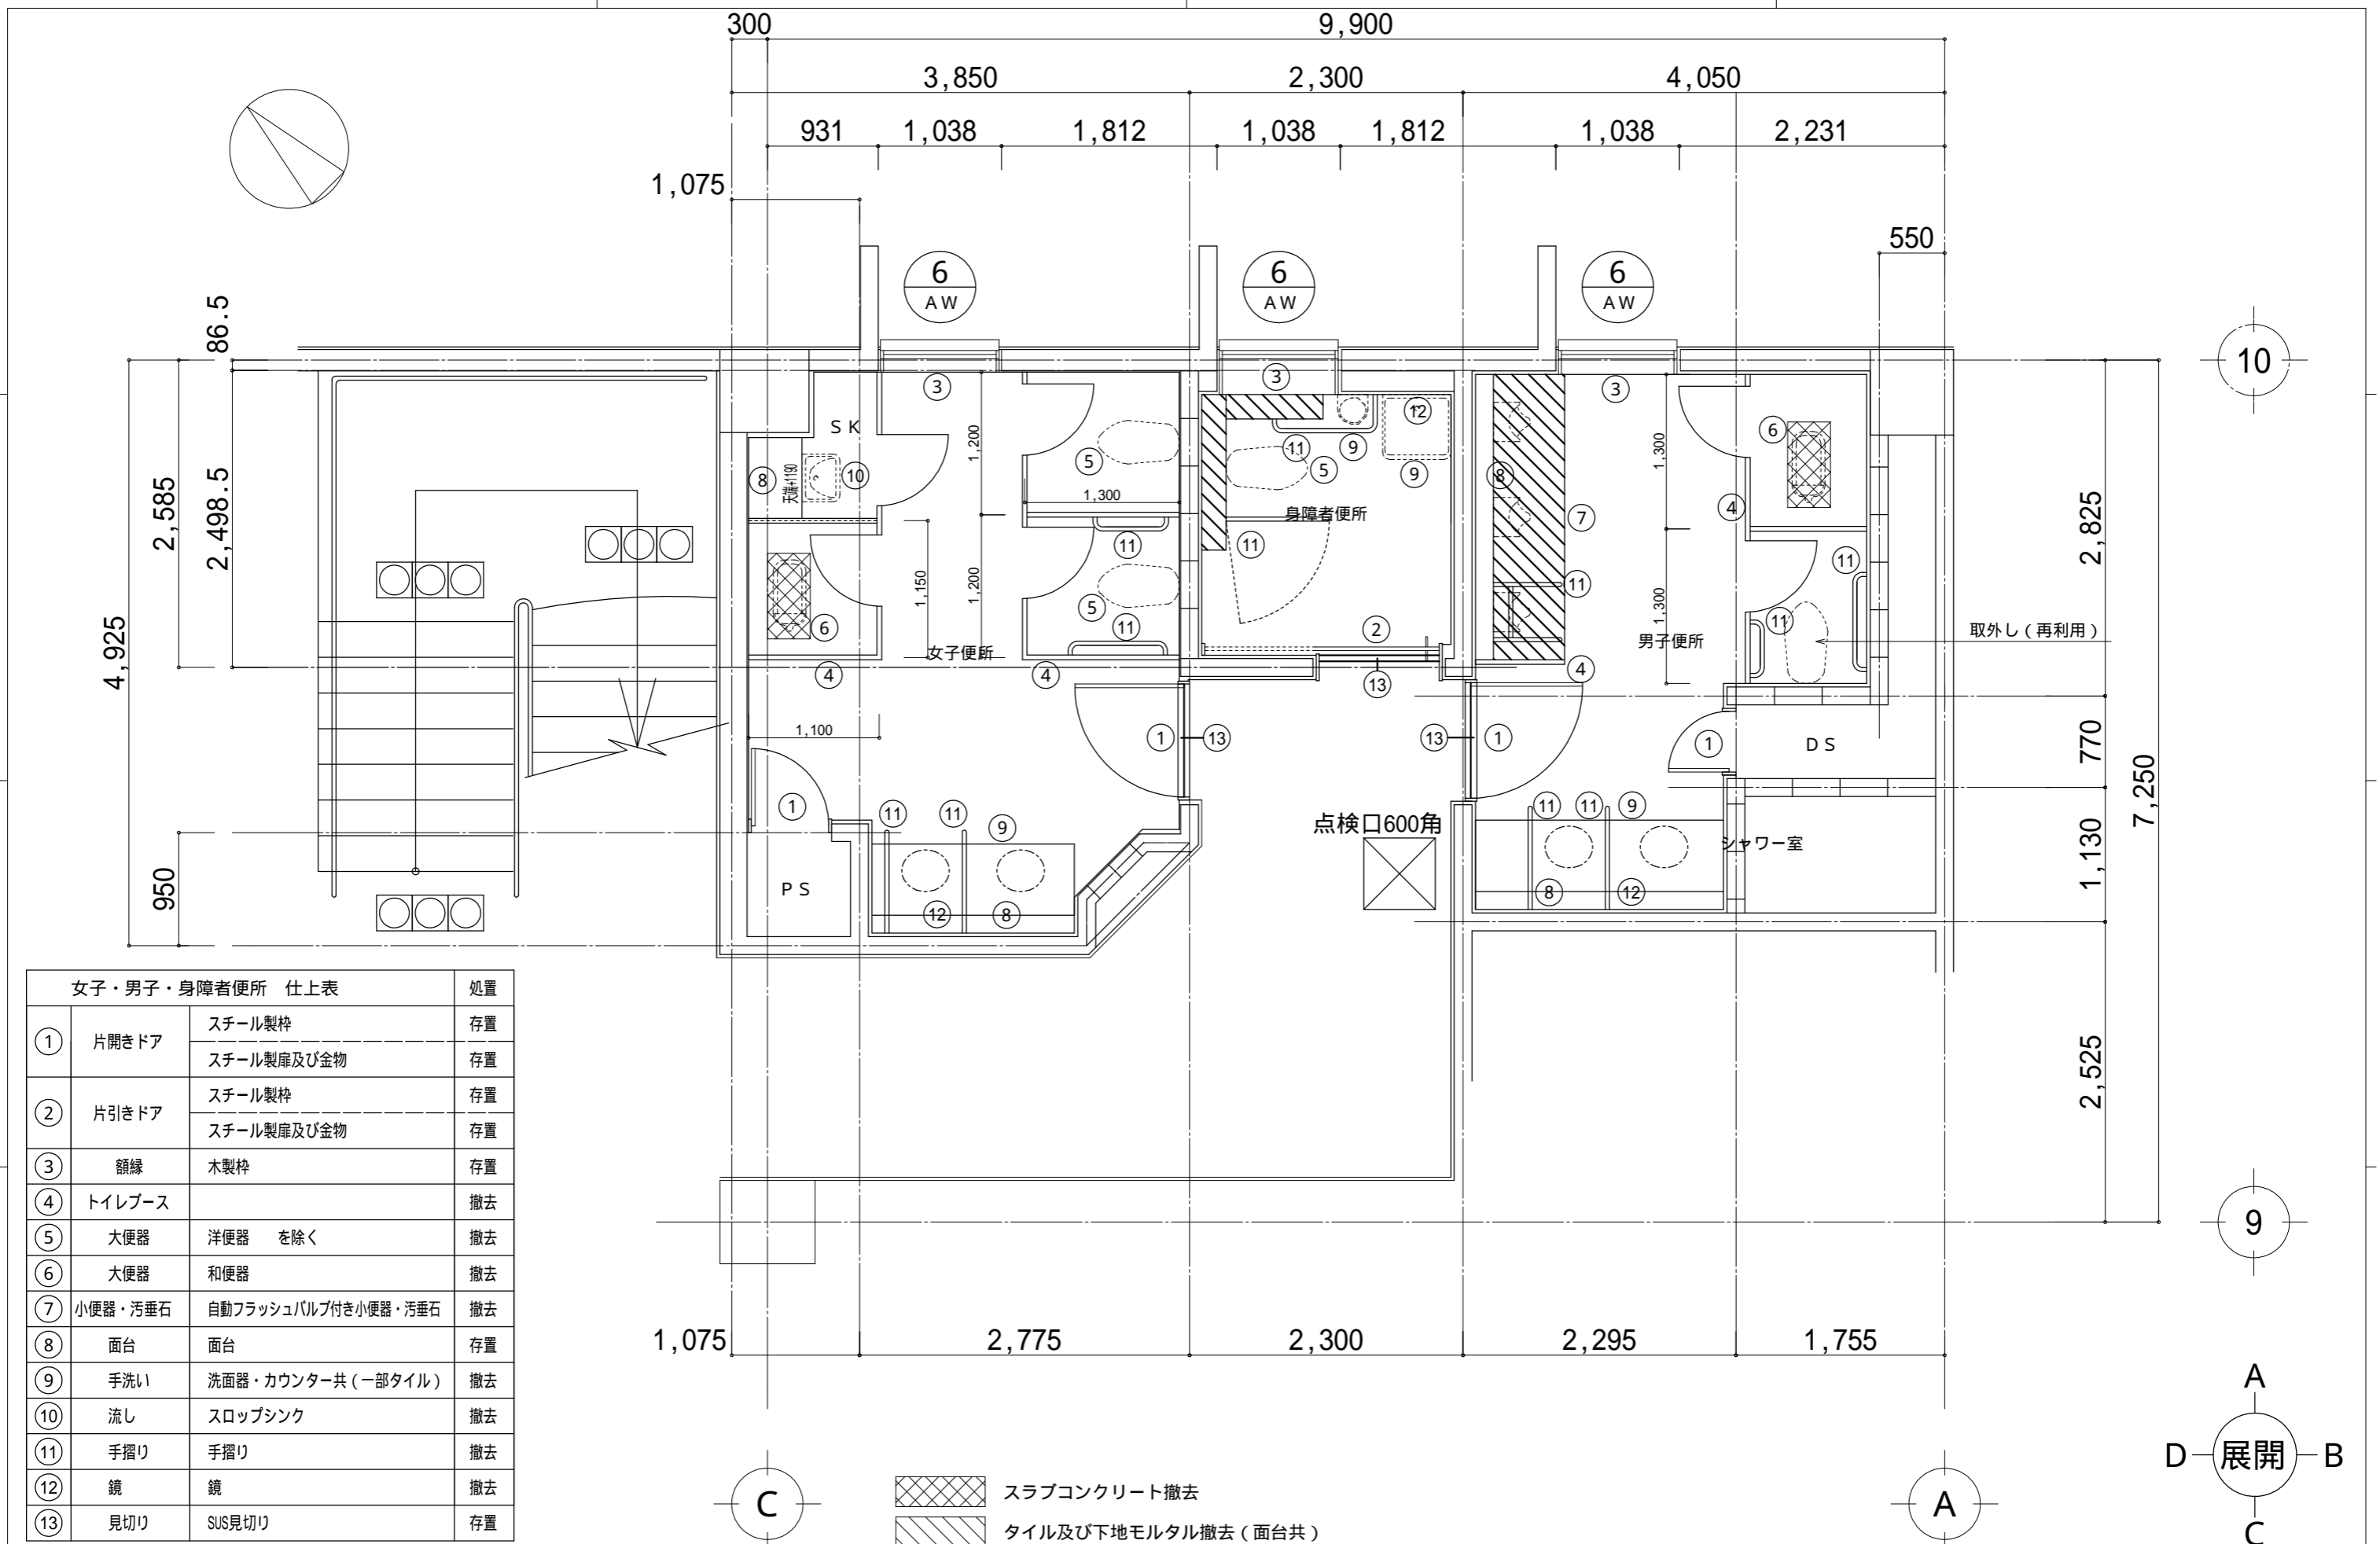 300 9,900
3,850 2,300 4,050
931 1,038 1,812 1,038 1,812 1,038 2,231
1,075
550
6 AW
6 AW
6 AW
86.5
2,585
2,498.5
4,925
950
10
2,825
770
7,250
1,130
2,525
9
3
3
3
SK
8
天端+1190
10
1,200
5
1,300
11
1,150
1,200
5
11
6
女子便所
4
4
1,100
1
13
1
11
11
9
PS
12
8
12
11
9
5
9
身障者便所
11
2
13
8
7
11
1,300
6
4
11
1,300
11
男子便所
取外し(再利用)
4
13
1
1
DS
11
11
9
点検口600角
シャワー室
8
12
女子・男子・身障者便所 仕上表 処置
1 片開きドア スチール製枠 存置
スチール製扉及び金物 存置
2 片引きドア スチール製枠 存置
スチール製扉及び金物 存置
3 額縁 木製枠 存置
4 トイレブース 撤去
5 大便器 洋便器 を除く 撤去
6 大便器 和便器 撤去
7 小便器・汚垂石 自動フラッシュバルブ付き小便器・汚垂石 撤去
8 面台 面台 存置
9 手洗い 洗面器・カウンター共(一部タイル) 撤去
10 流し スロップシンク 撤去
11 手摺り 手摺り 撤去
12 鏡 鏡 撤去
13 見切り SUS見切り 存置
1,075 2,775 2,300 2,295 1,755
C
A
スラブコンクリート撤去
タイル及び下地モルタル撤去(面台共)
A
D 展開 B
C